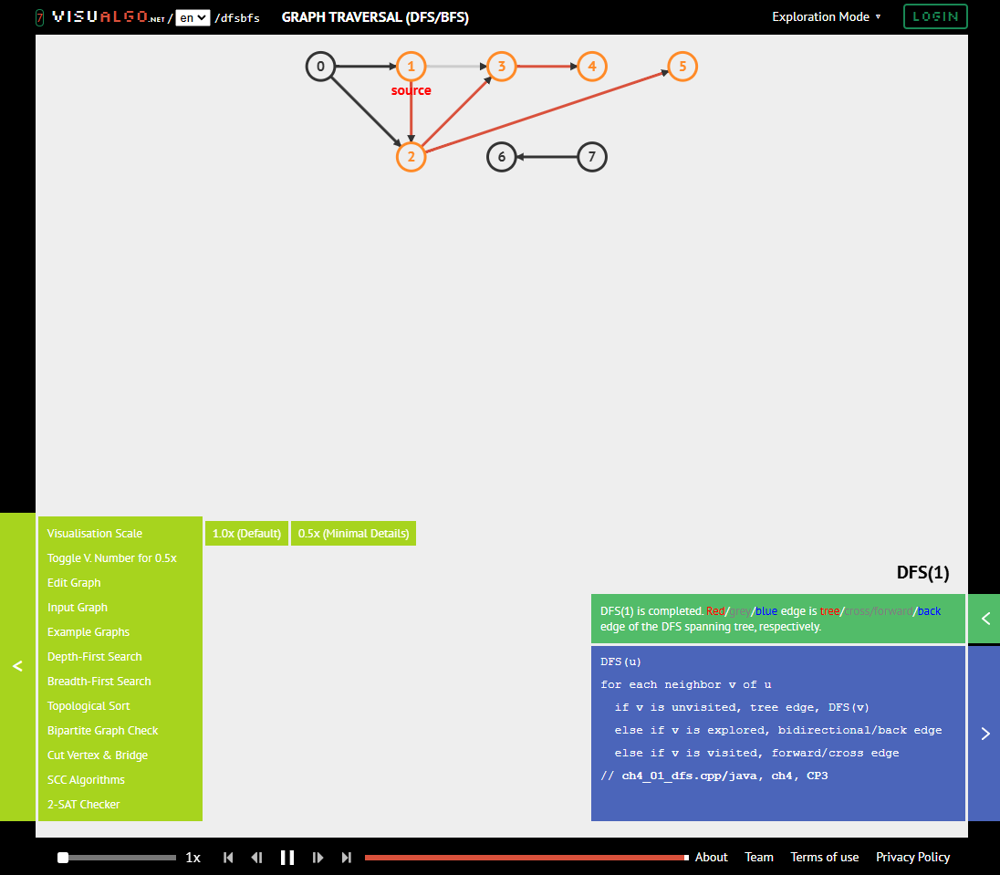 7 VISUALGO.NET / en /dfsbfs GRAPH TRAVERSAL (DFS/BFS) Exploration Mode ▾ LOGIN
0 1 3 4 5
source
2 6 7
Visualisation Scale 1.0x (Default) 0.5x (Minimal Details)
Toggle V. Number for 0.5x
Edit Graph
Input Graph
Example Graphs
Depth-First Search
Breadth-First Search
Topological Sort
Bipartite Graph Check
Cut Vertex & Bridge
SCC Algorithms
2-SAT Checker
<
DFS(1)
DFS(1) is completed. Red/grey/blue edge is tree/cross/forward/back
edge of the DFS spanning tree, respectively.
<
DFS(u)
for each neighbor v of u
if v is unvisited, tree edge, DFS(v)
else if v is explored, bidirectional/back edge
else if v is visited, forward/cross edge
// ch4_01_dfs.cpp/java, ch4, CP3
>
1x About Team Terms of use Privacy Policy